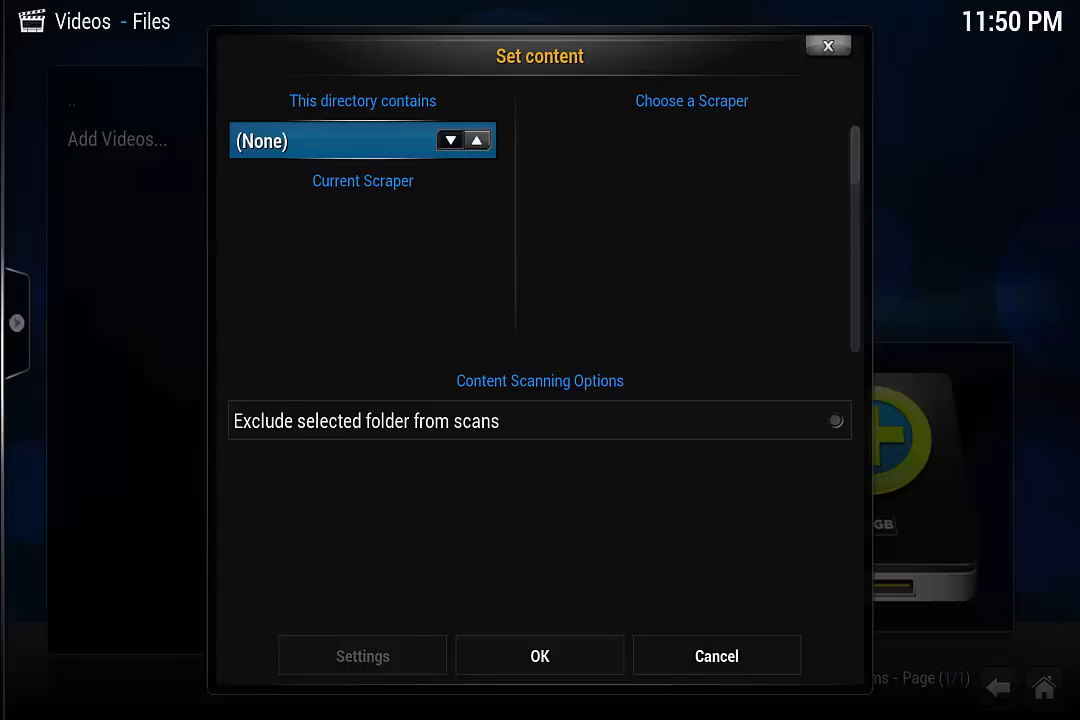 Videos - Files
11:50 PM
Set content
x
This directory contains
Choose a Scraper
..
Add Videos...
(None)
Current Scraper
Content Scanning Options
Exclude selected folder from scans
GB
Settings
OK
Cancel
ms - Page (1/1)